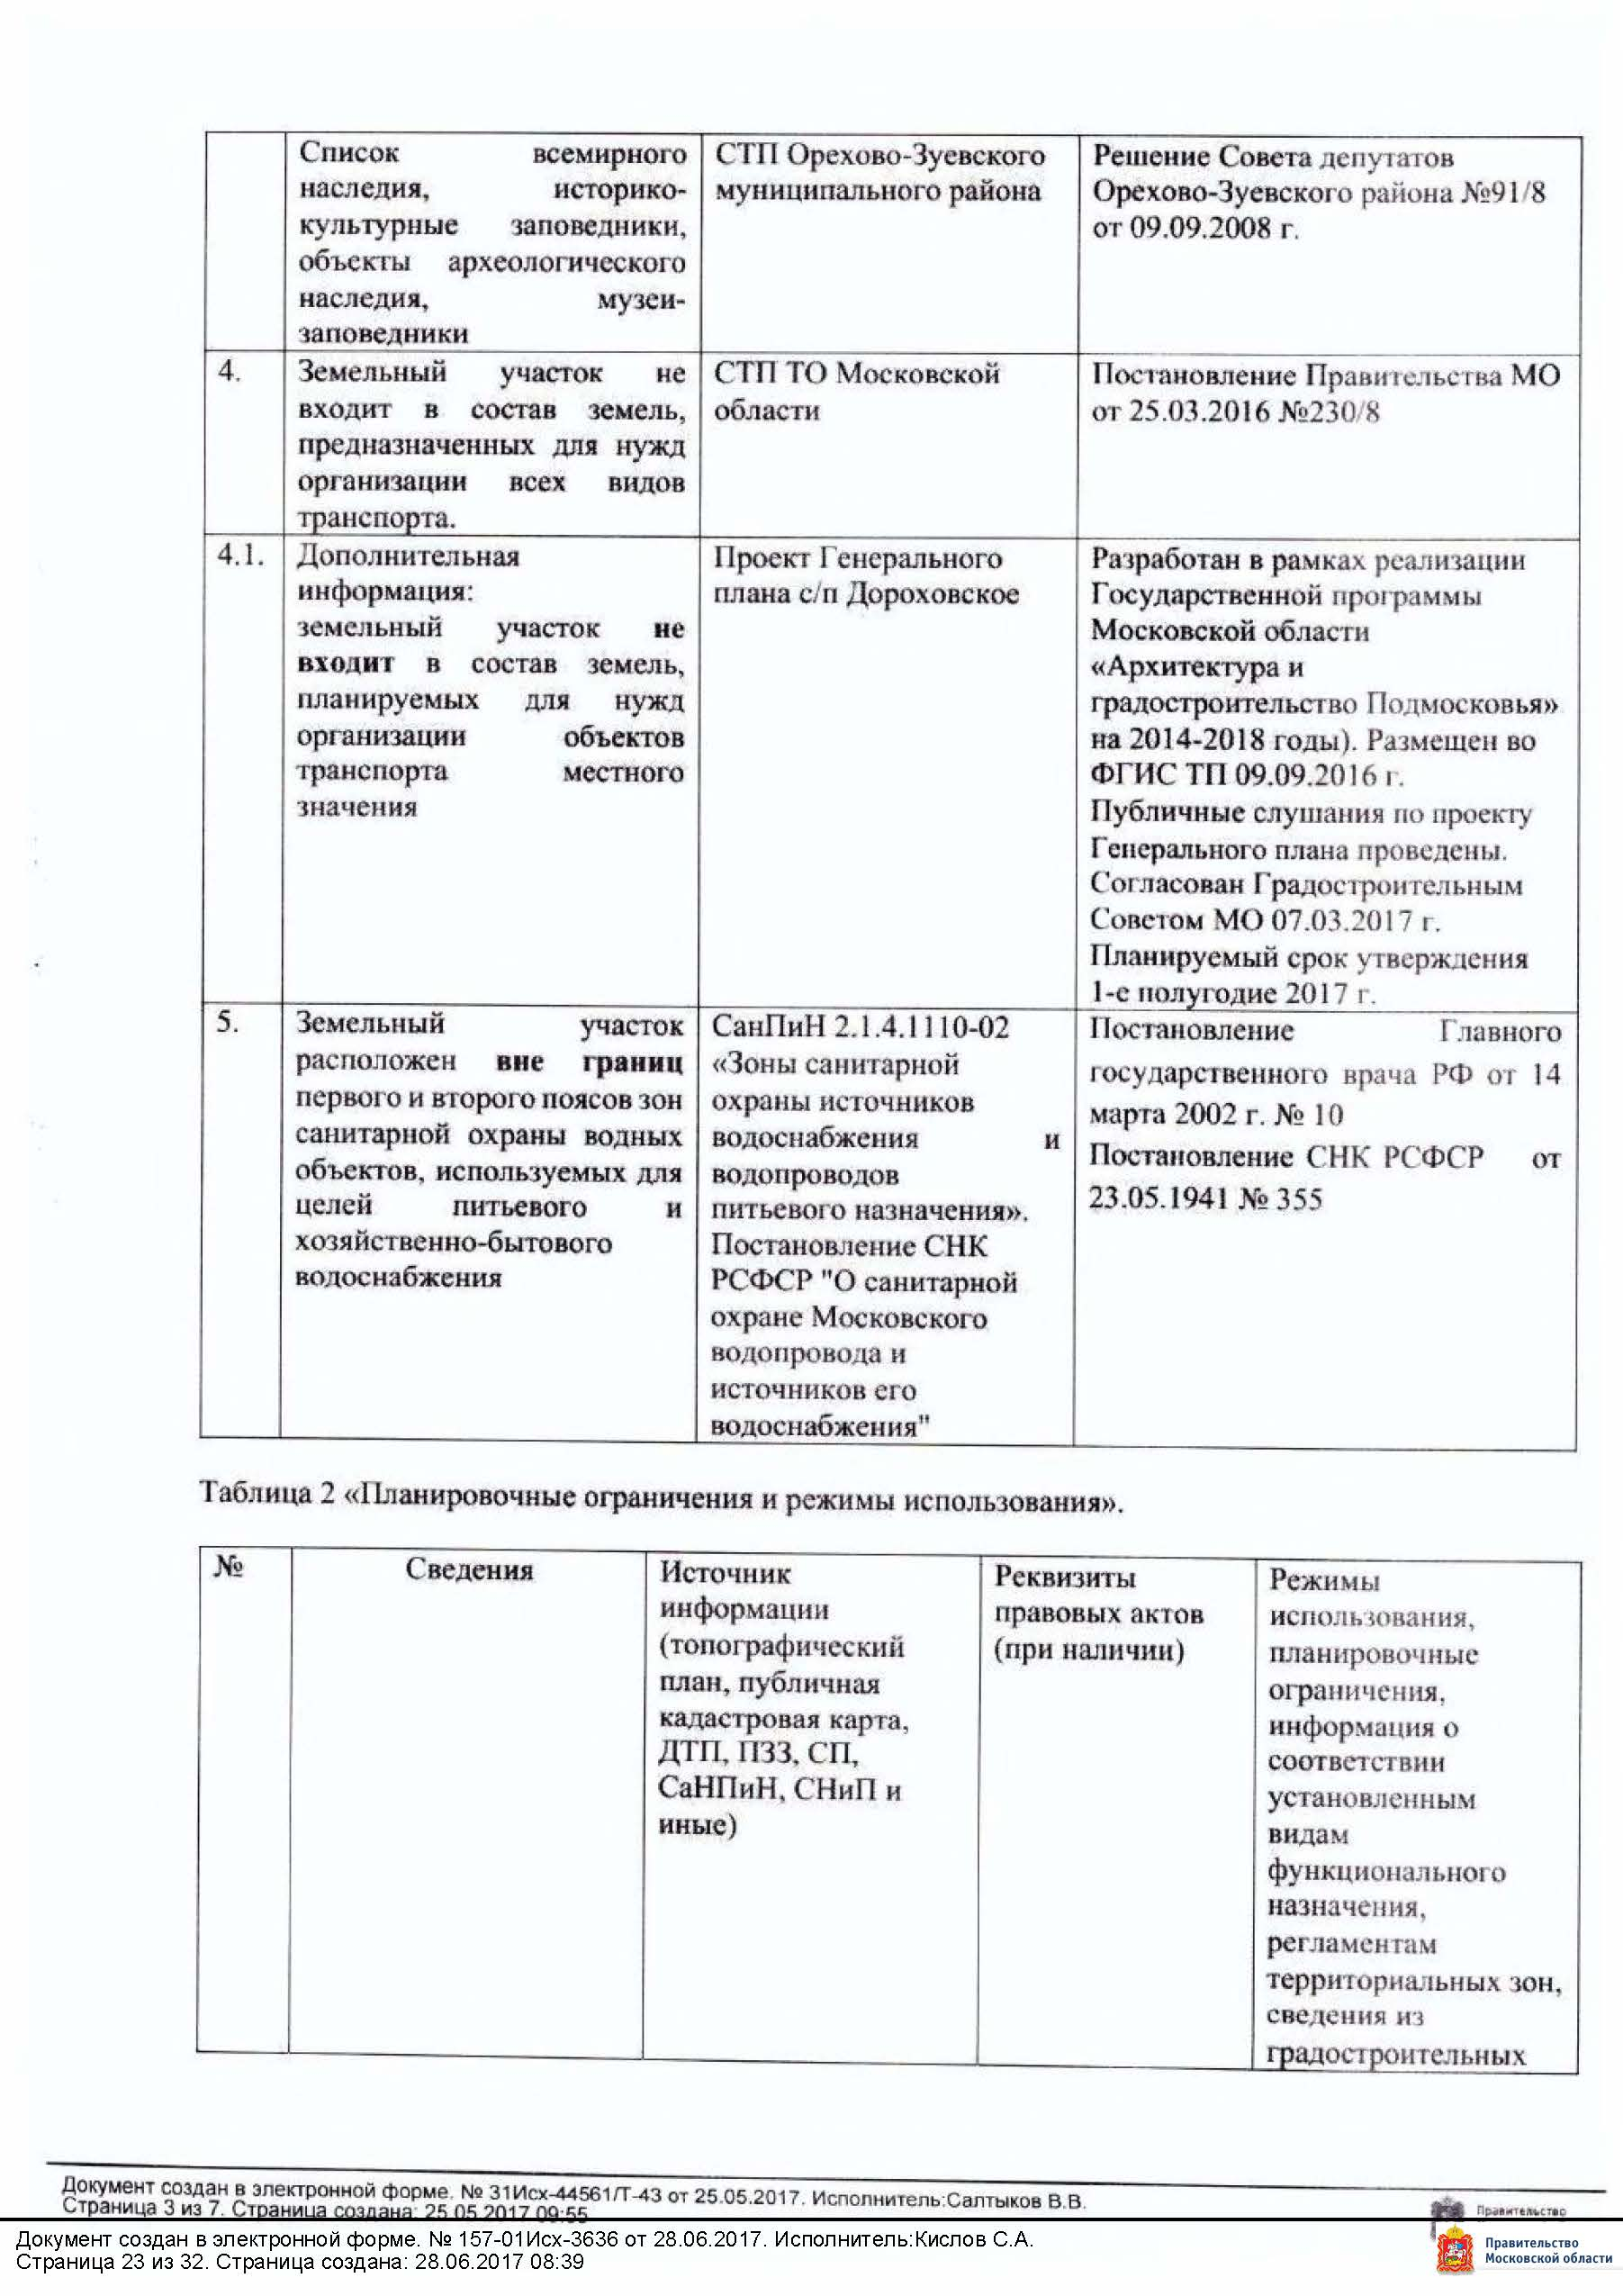 Список всемирного
наследия, историко-
культурные заповедники,
объекты археологического
наследия, музеи-
заповедники
СТП Орехово-Зуевского
муниципального района
Решение Совета депутатов
Орехово-Зуевского района №91/8
от 09.09.2008 г.
4.
Земельный участок не
входит в состав земель,
предназначенных для нужд
организации всех видов
транспорта.
СТП ТО Московской
области
Постановление Правительства МО
от 25.03.2016 №230/8
4.1.
Дополнительная
информация:
земельный участок не
входит в состав земель,
планируемых для нужд
организации объектов
транспорта местного
значения
Проект Генерального
плана с/п Дороховское
Разработан в рамках реализации
Государственной программы
Московской области
«Архитектура и
градостроительство Подмосковья»
на 2014-2018 годы). Размещен во
ФГИС ТП 09.09.2016 г.
Публичные слушания по проекту
Генерального плана проведены.
Согласован Градостроительным
Советом МО 07.03.2017 г.
Планируемый срок утверждения
1-е полугодие 2017 г.
5.
Земельный участок
расположен вне границ
первого и второго поясов зон
санитарной охраны водных
объектов, используемых для
целей питьевого и
хозяйственно-бытового
водоснабжения
СанПиН 2.1.4.1110-02
«Зоны санитарной
охраны источников
водоснабжения и
водопроводов
питьевого назначения».
Постановление СНК
РСФСР "О санитарной
охране Московского
водопровода и
источников его
водоснабжения"
Постановление Главного
государственного врача РФ от 14
марта 2002 г. № 10
Постановление СНК РСФСР от
23.05.1941 № 355
Таблица 2 «Планировочные ограничения и режимы использования».
№
Сведения
Источник
информации
(топографический
план, публичная
кадастровая карта,
ДТП, ПЗЗ, СП,
СаНПиН, СНиП и
иные)
Реквизиты
правовых актов
(при наличии)
Режимы
использования,
планировочные
ограничения,
информация о
соответствии
установленным
видам
функционального
назначения,
регламентам
территориальных зон,
сведения из
градостроительных
Документ создан в электронной форме. № 31Исх-44561/Т-43 от 25.05.2017. Исполнитель:Салтыков В.В.
Страница 3 из 7. Страница создана: 25.05.2017 09:55
Правительство
Документ создан в электронной форме. № 157-01Исх-3636 от 28.06.2017. Исполнитель:Кислов С.А.
Страница 23 из 32. Страница создана: 28.06.2017 08:39
Правительство
Московской области